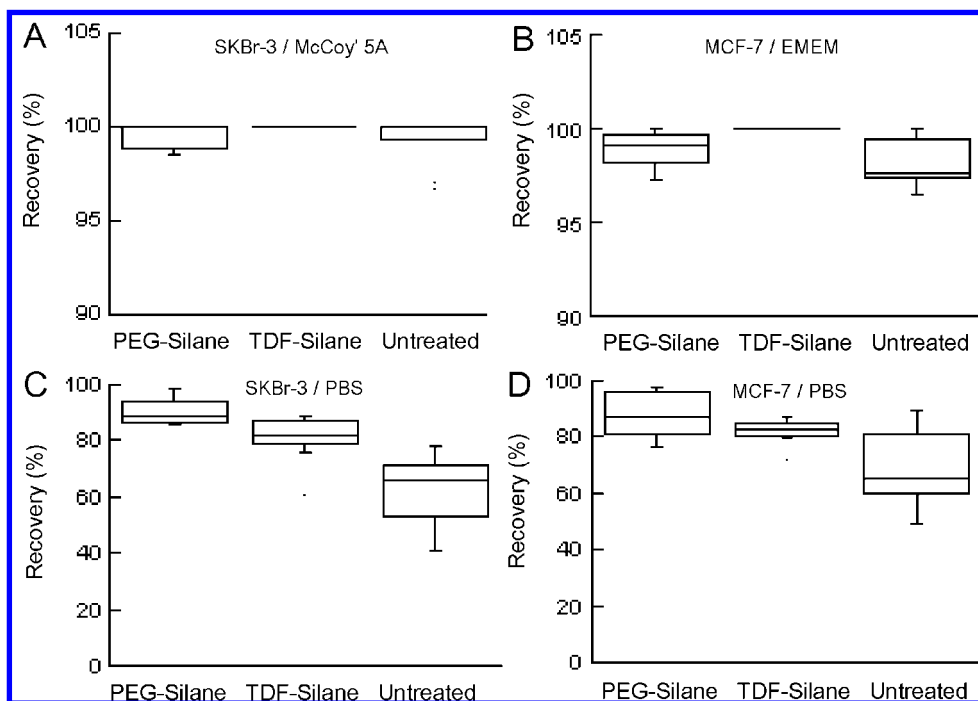 A
SKBr-3 / McCoy' 5A
Recovery (%)
105
100
95
90
PEG-Silane TDF-Silane Untreated
B
MCF-7 / EMEM
Recovery (%)
105
100
95
90
PEG-Silane TDF-Silane Untreated
C
SKBr-3 / PBS
Recovery (%)
100
80
60
40
20
0
PEG-Silane TDF-Silane Untreated
D
MCF-7 / PBS
Recovery (%)
100
80
60
40
20
0
PEG-Silane TDF-Silane Untreated